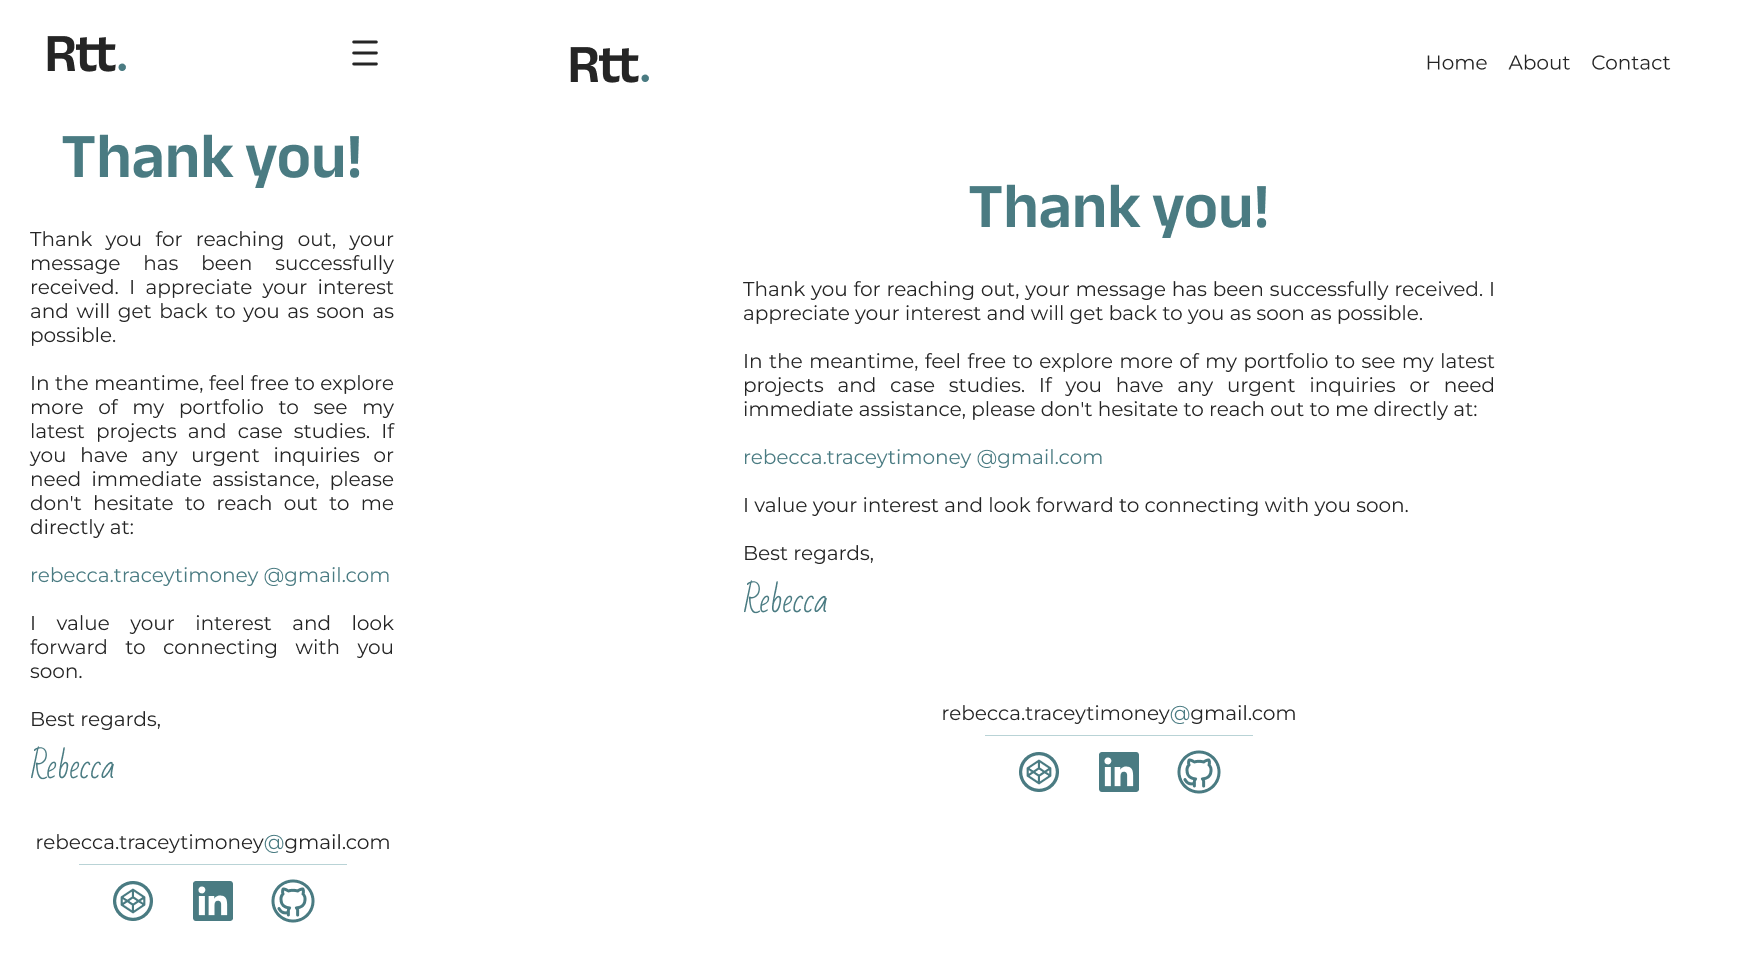 Rtt.
Thank you!
Thank you for reaching out, your
message has been successfully
received. I appreciate your interest
and will get back to you as soon as
possible.
In the meantime, feel free to explore
more of my portfolio to see my
latest projects and case studies. If
you have any urgent inquiries or
need immediate assistance, please
don't hesitate to reach out to me
directly at:
rebecca.traceytimoney @gmail.com
I value your interest and look
forward to connecting with you
soon.
Best regards,
Rebecca
rebecca.traceytimoney@gmail.com
in
Rtt.
Home About Contact
Thank you!
Thank you for reaching out, your message has been successfully received. I
appreciate your interest and will get back to you as soon as possible.
In the meantime, feel free to explore more of my portfolio to see my latest
projects and case studies. If you have any urgent inquiries or need
immediate assistance, please don't hesitate to reach out to me directly at:
rebecca.traceytimoney @gmail.com
I value your interest and look forward to connecting with you soon.
Best regards,
Rebecca
rebecca.traceytimoney@gmail.com
in